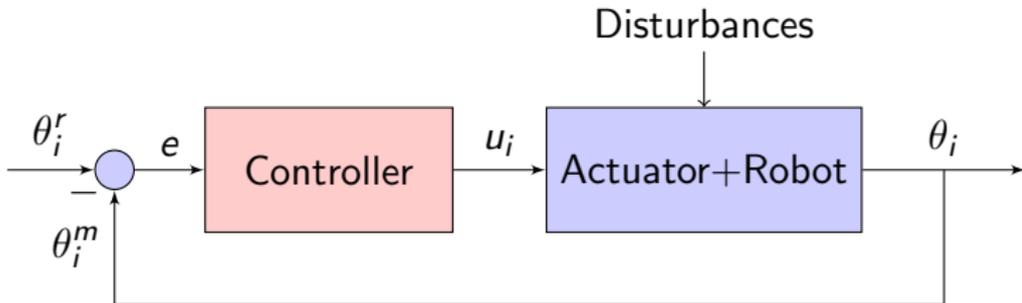 Disturbances
θ_i^r
e
Controller
u_i
Actuator+Robot
θ_i
−
θ_i^m